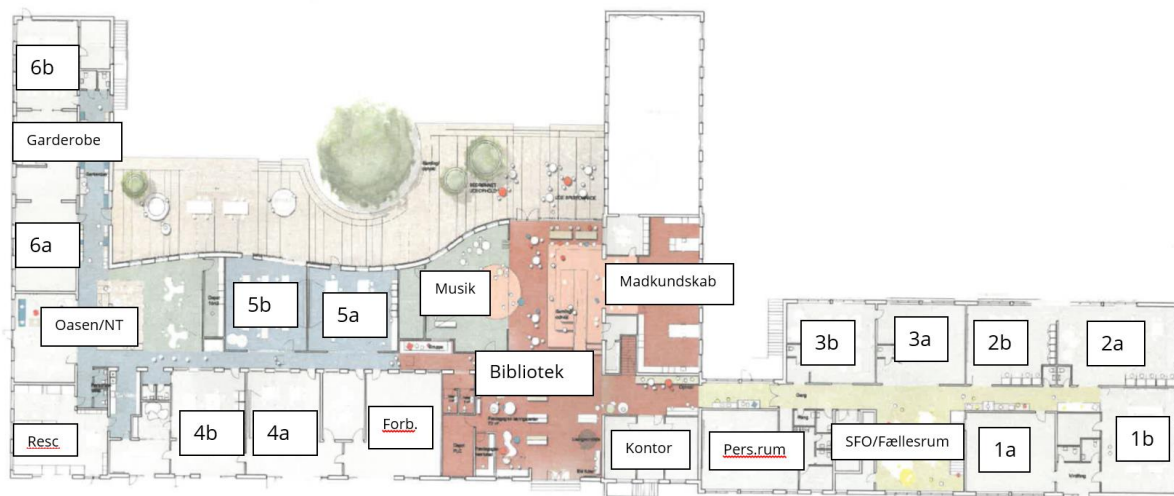 6b
Garderobe
6a
Oasen/NT
5b
5a
Musik
Madkundskab
Bibliotek
3b
3a
2b
2a
Resc
4b
4a
Forb.
Kontor
Pers.rum
SFO/Fællesrum
1a
1b
Gang